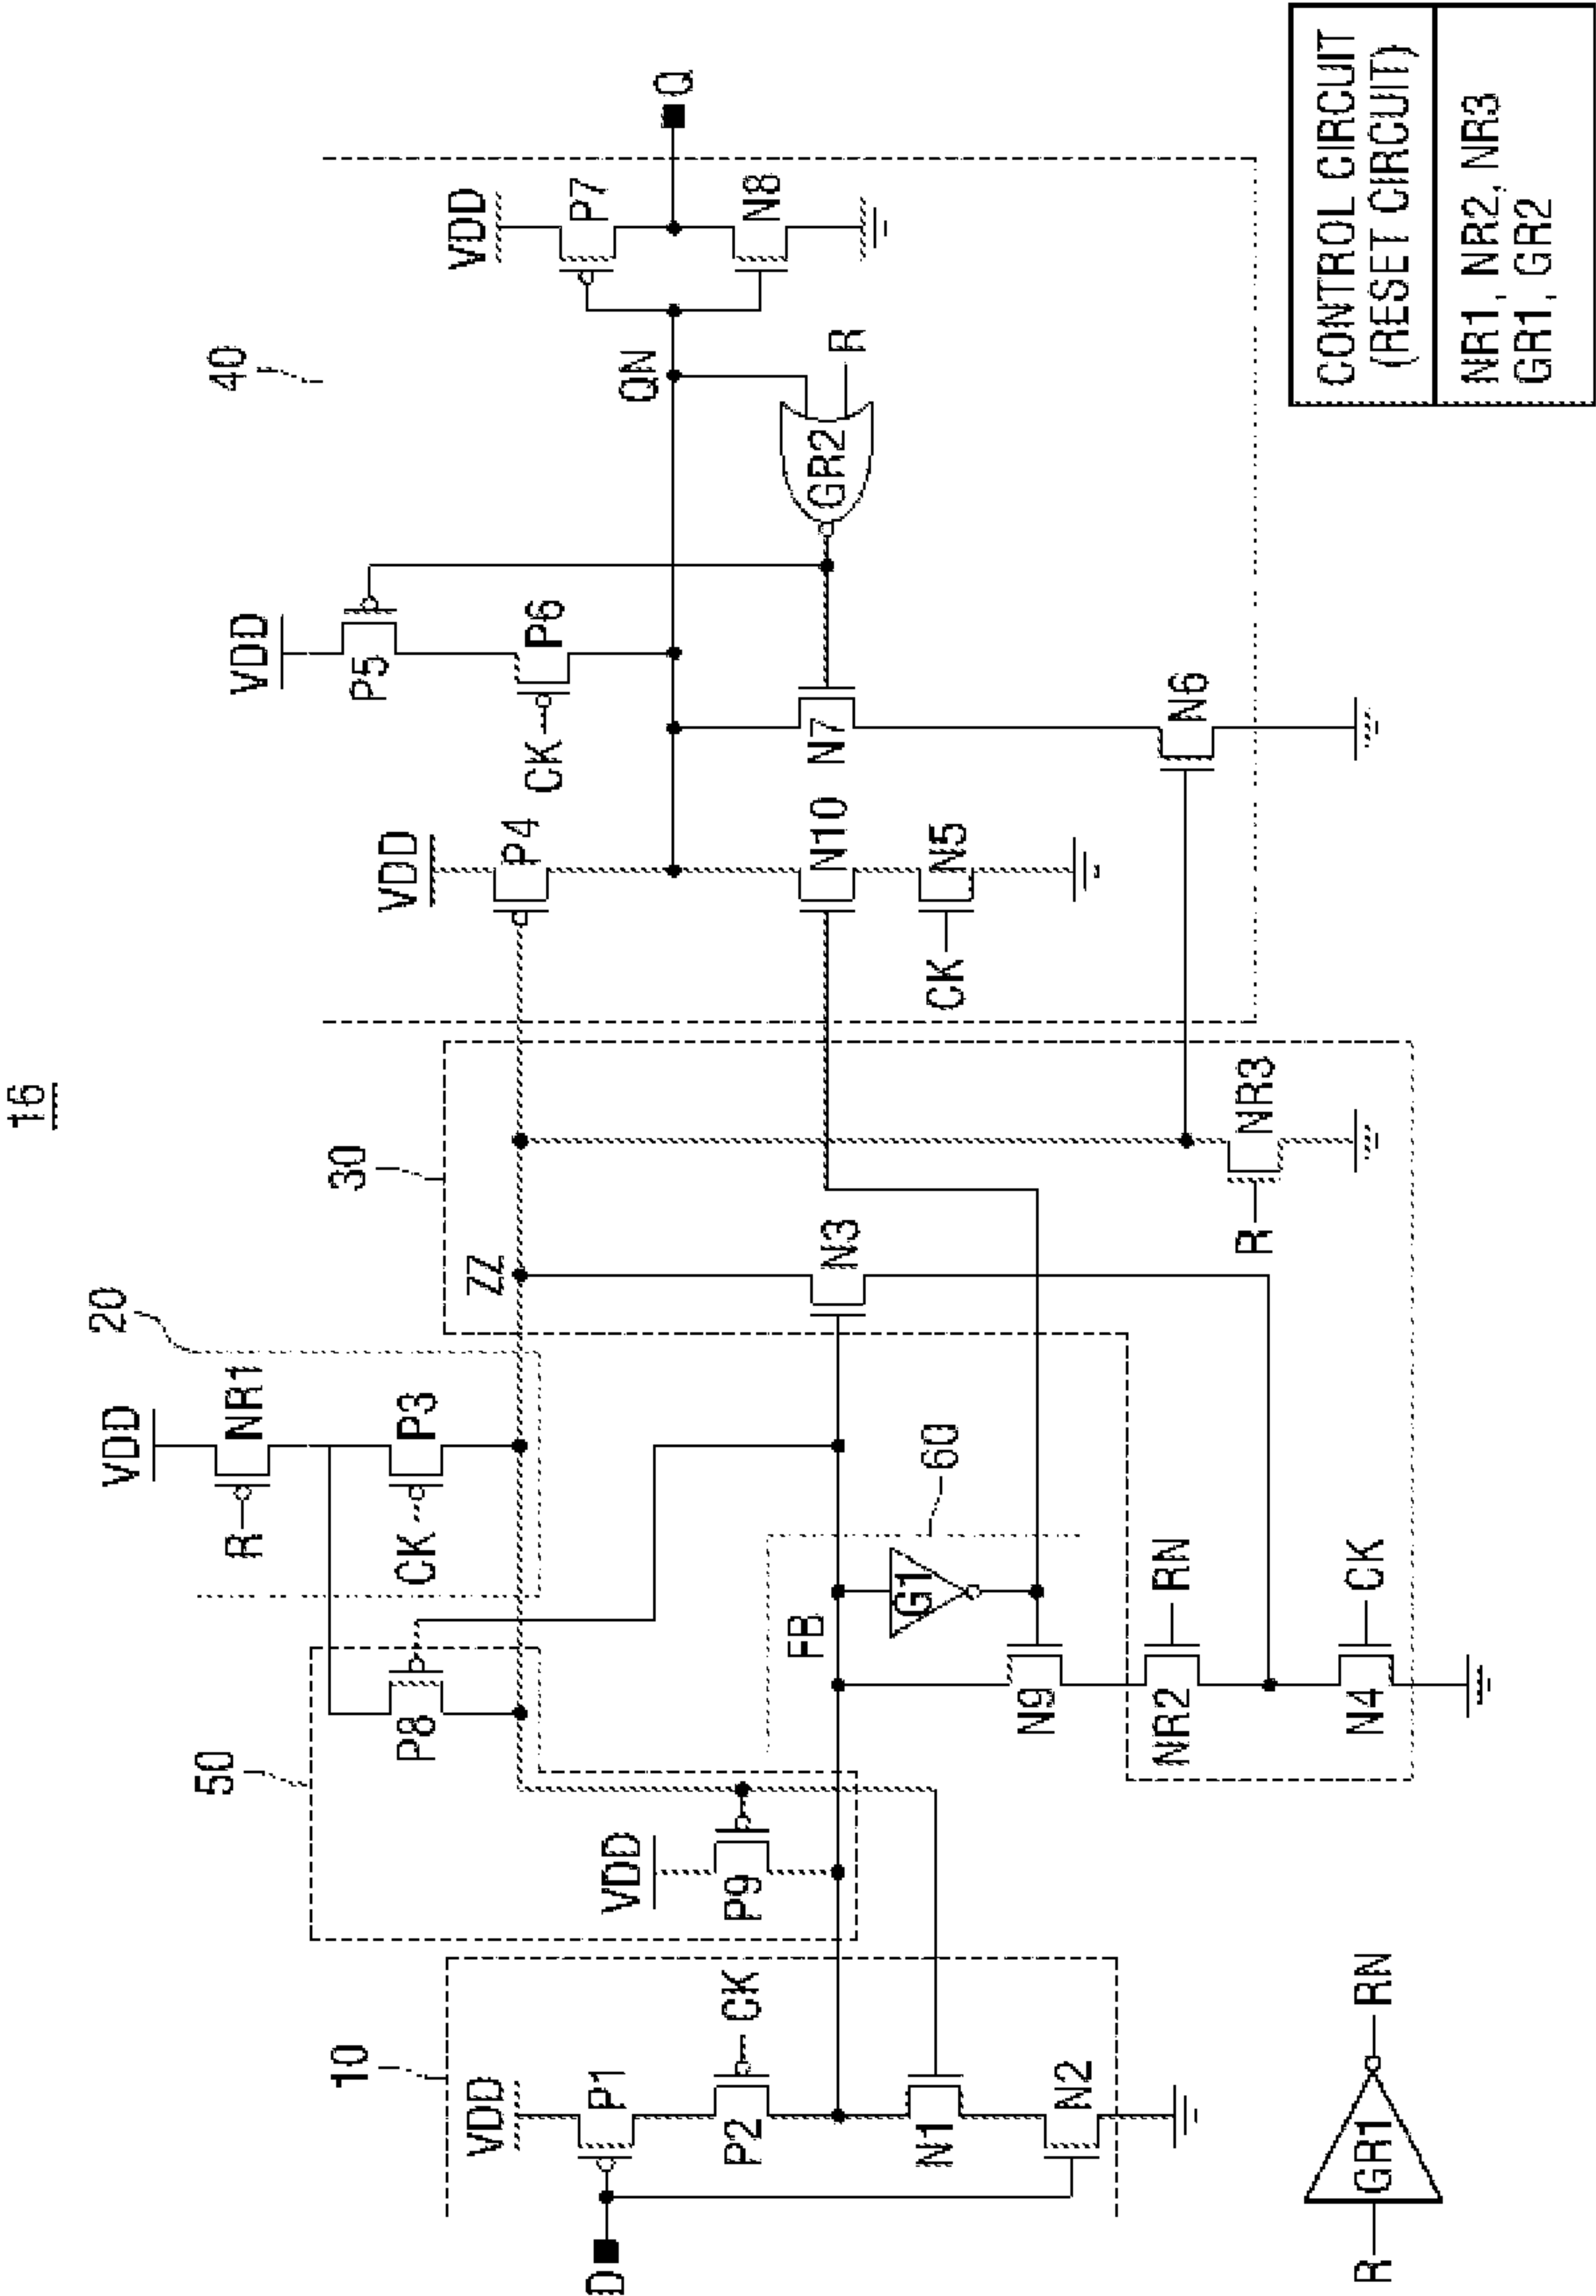 16
40
VDD
P7
Q
N8
QN
R
GR2
VDD
P5
P6
CK
N7
N6
VDD
P4
N10
N5
CK
30
ZZ
N3
NR3
R
20
VDD
NR1
R
P3
CK
60
FB
G1
N9
RN
NR2
CK
N4
50
P8
VDD
P9
10
VDD
P1
CK
P2
N1
N2
D
R
GR1
RN
CONTROL CIRCUIT
(RESET CIRCUIT)
NR1, NR2, NR3
GR1, GR2